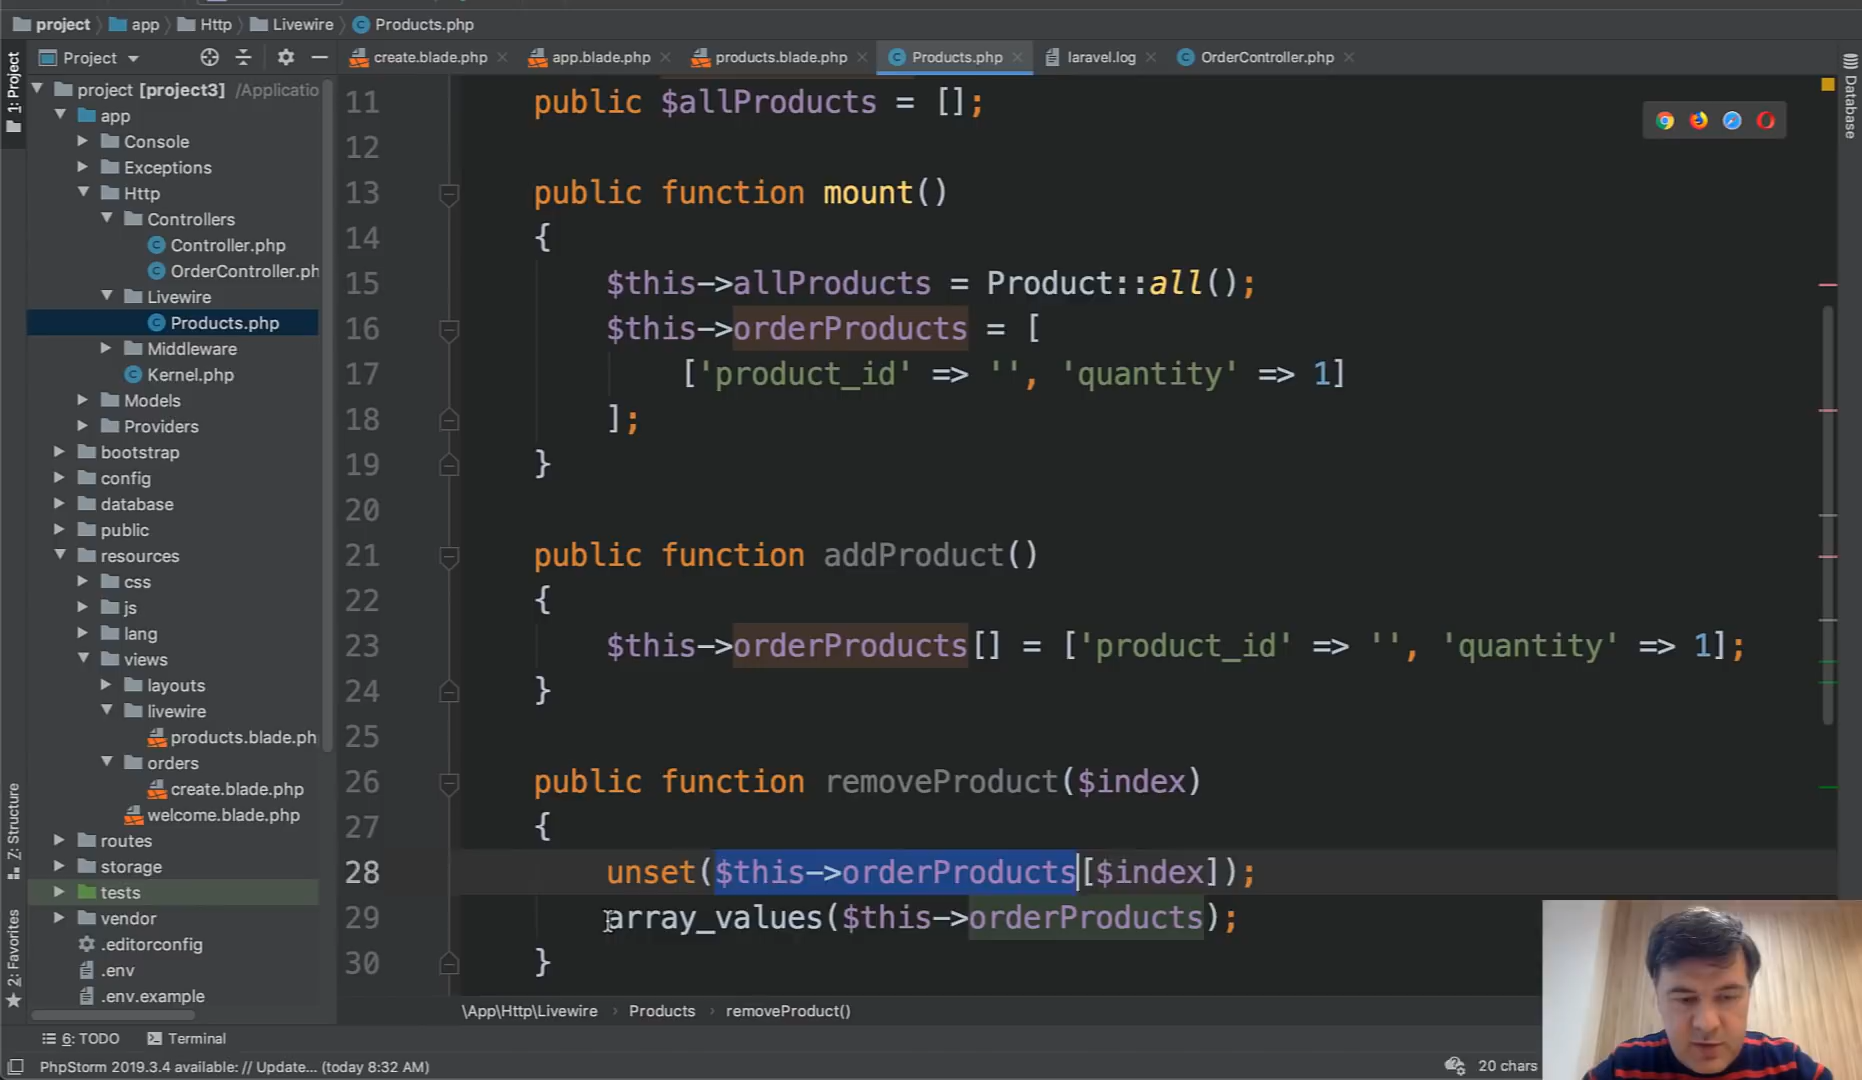 project app Http Livewire Products.php
1: Project
Project
create.blade.php app.blade.php products.blade.php Products.php laravel.log OrderController.php
Database
project [project3] /Applicatio
app
Console
Exceptions
Http
Controllers
Controller.php
OrderController.ph
Livewire
Products.php
Middleware
Kernel.php
Models
Providers
bootstrap
config
database
public
resources
css
js
lang
views
layouts
livewire
products.blade.ph
orders
create.blade.php
welcome.blade.php
routes
storage
tests
vendor
.editorconfig
.env
.env.example
Z: Structure
2: Favorites
11 public $allProducts = [];
12
13 public function mount()
14 {
15 $this->allProducts = Product::all();
16 $this->orderProducts = [
17 ['product_id' => '', 'quantity' => 1]
18 ];
19 }
20
21 public function addProduct()
22 {
23 $this->orderProducts[] = ['product_id' => '', 'quantity' => 1];
24 }
25
26 public function removeProduct($index)
27 {
28 unset($this->orderProducts[$index]);
29 array_values($this->orderProducts);
30 }
\App\Http\Livewire › Products › removeProduct()
6: TODO Terminal
PhpStorm 2019.3.4 available: // Update... (today 8:32 AM) 20 chars